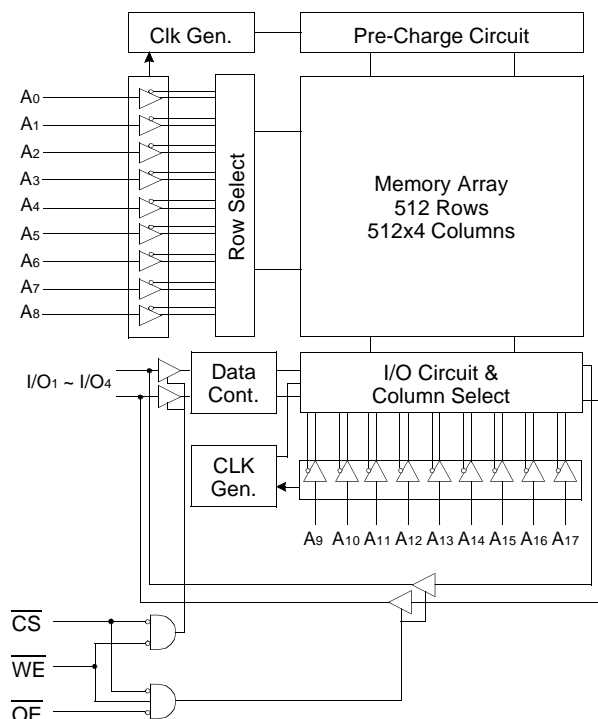 Clk Gen.
Pre-Charge Circuit
A0
A1
A2
A3
A4
A5
A6
A7
A8
Row Select
Memory Array
512 Rows
512x4 Columns
I/O1 ~ I/O4
Data
Cont.
I/O Circuit &
Column Select
CLK
Gen.
A9 A10 A11 A12 A13 A14 A15 A16 A17
CS
WE
OE